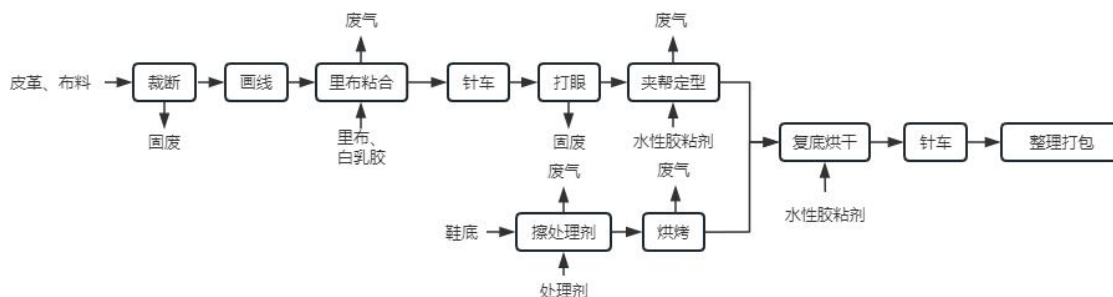 废气
废气
皮革、布料
裁断
画线
里布粘合
针车
打眼
夹帮定型
固废
里布、
白乳胶
固废
水性胶粘剂
复底烘干
针车
整理打包
废气
废气
水性胶粘剂
鞋底
擦处理剂
烘烤
处理剂